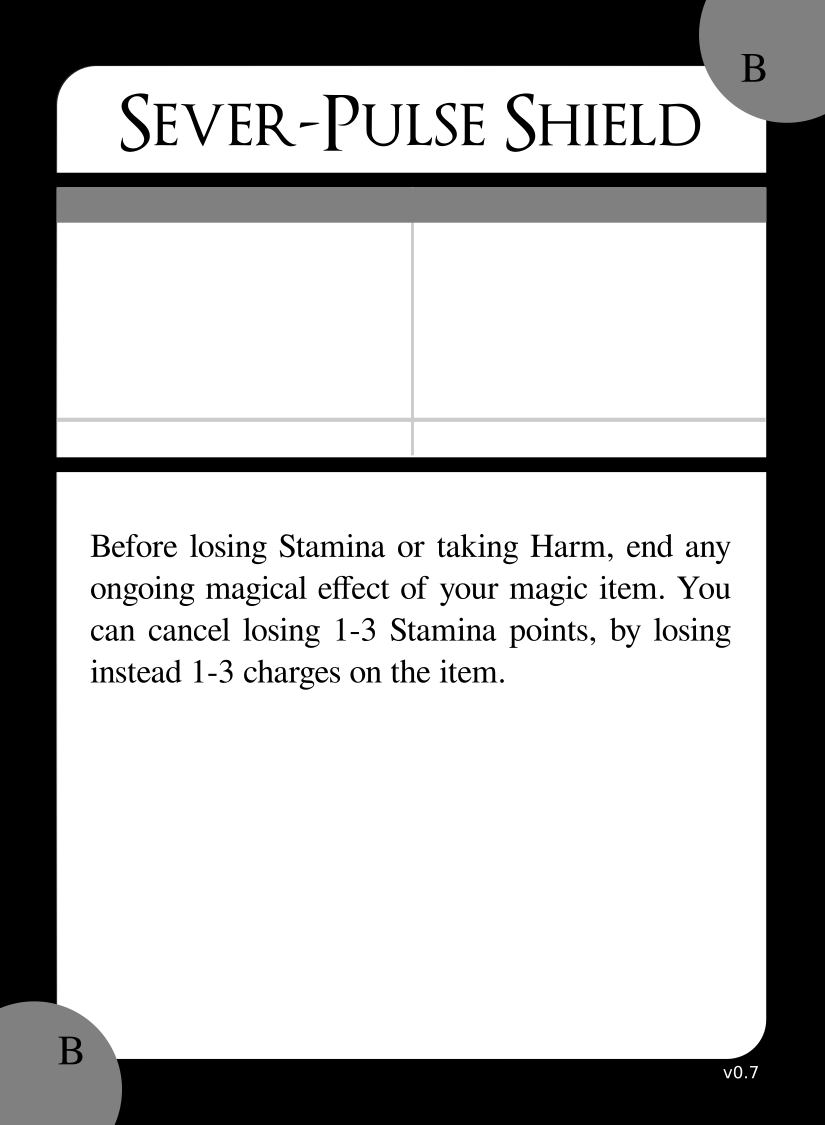 B
Sever-Pulse Shield
Before losing Stamina or taking Harm, end any
ongoing magical effect of your magic item. You
can cancel losing 1-3 Stamina points, by losing
instead 1-3 charges on the item.
B
v0.7